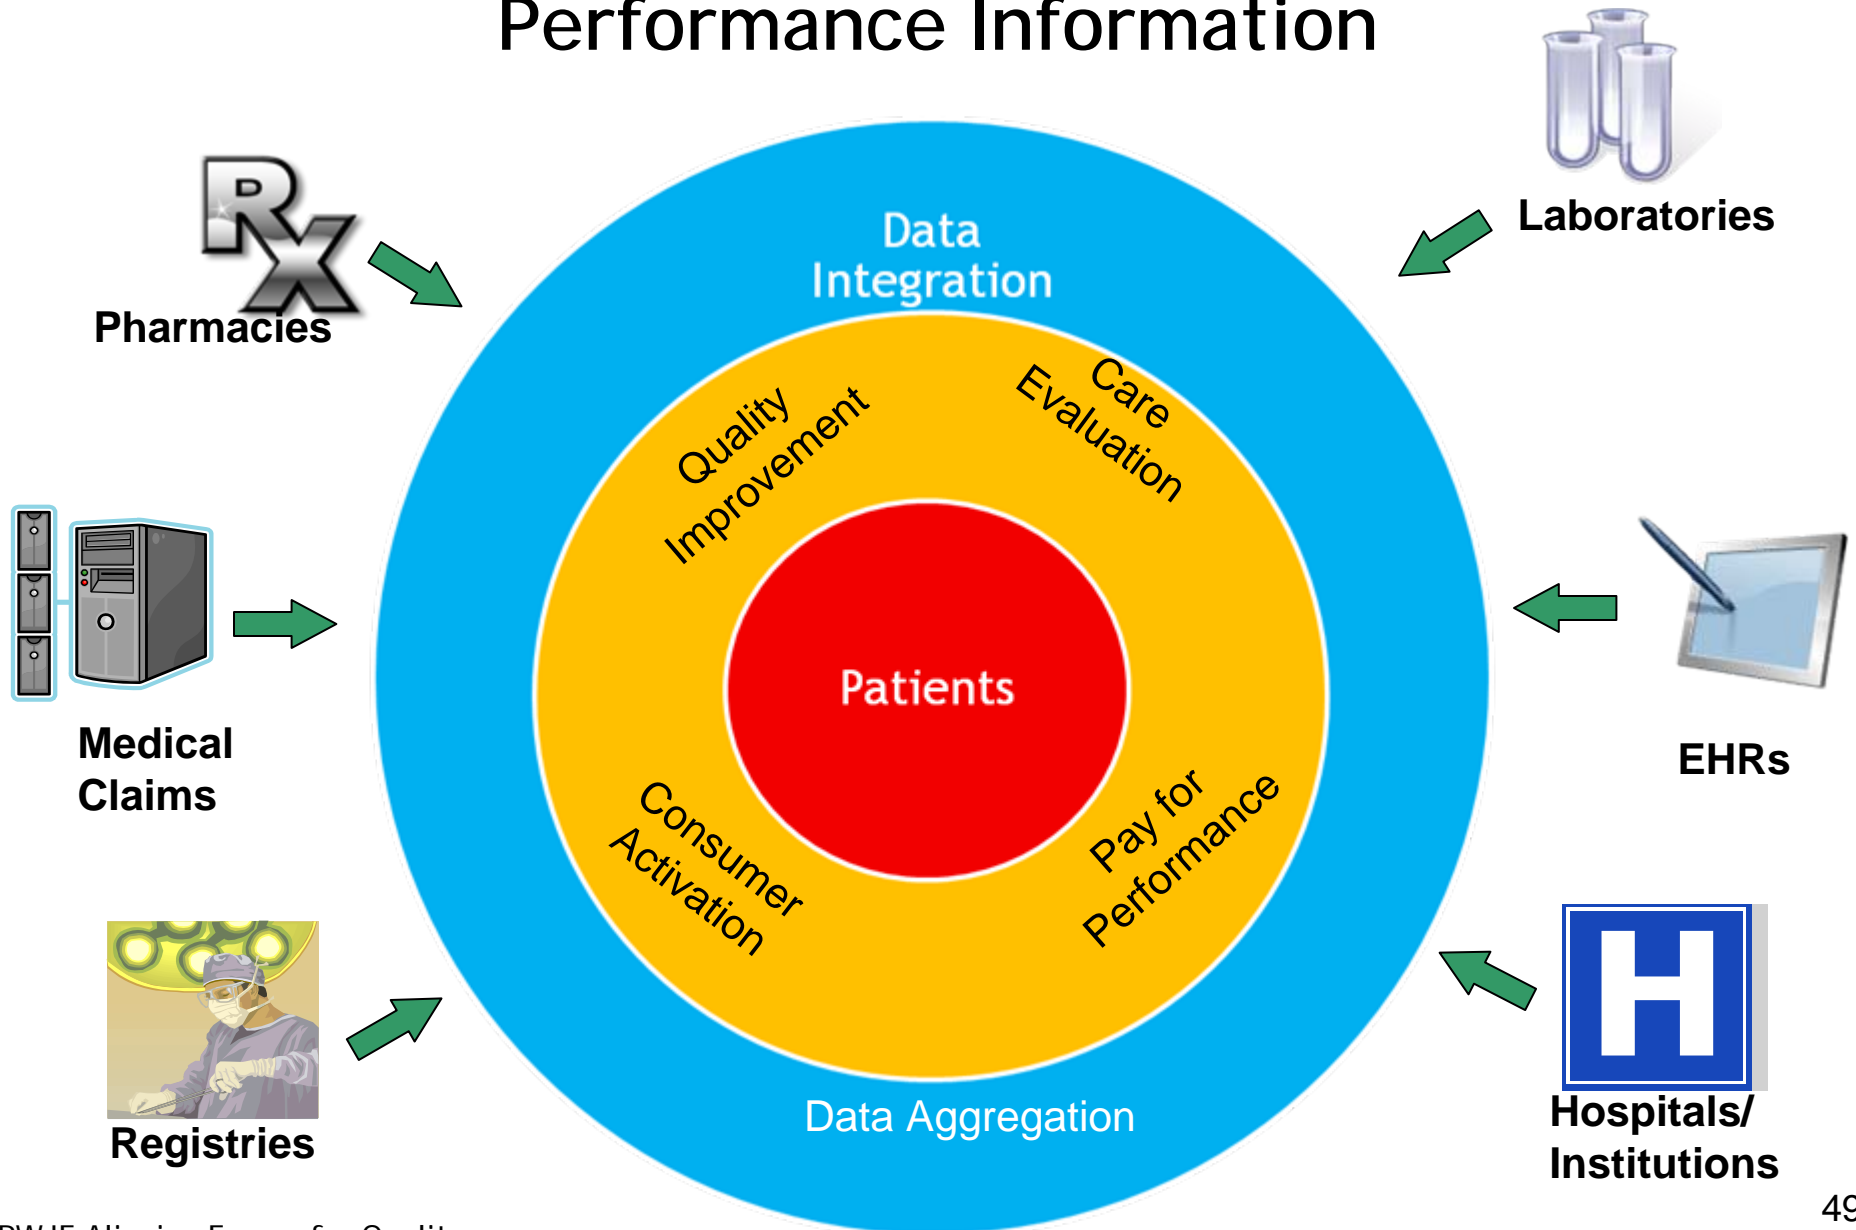 Performance Information
Laboratories
Pharmacies
RX
Data
Integration
Quality
Improvement
Care
Evaluation
Patients
Medical
Claims
EHRs
Consumer
Activation
Pay for
Performance
H
Data Aggregation
Registries
Hospitals/
Institutions
49